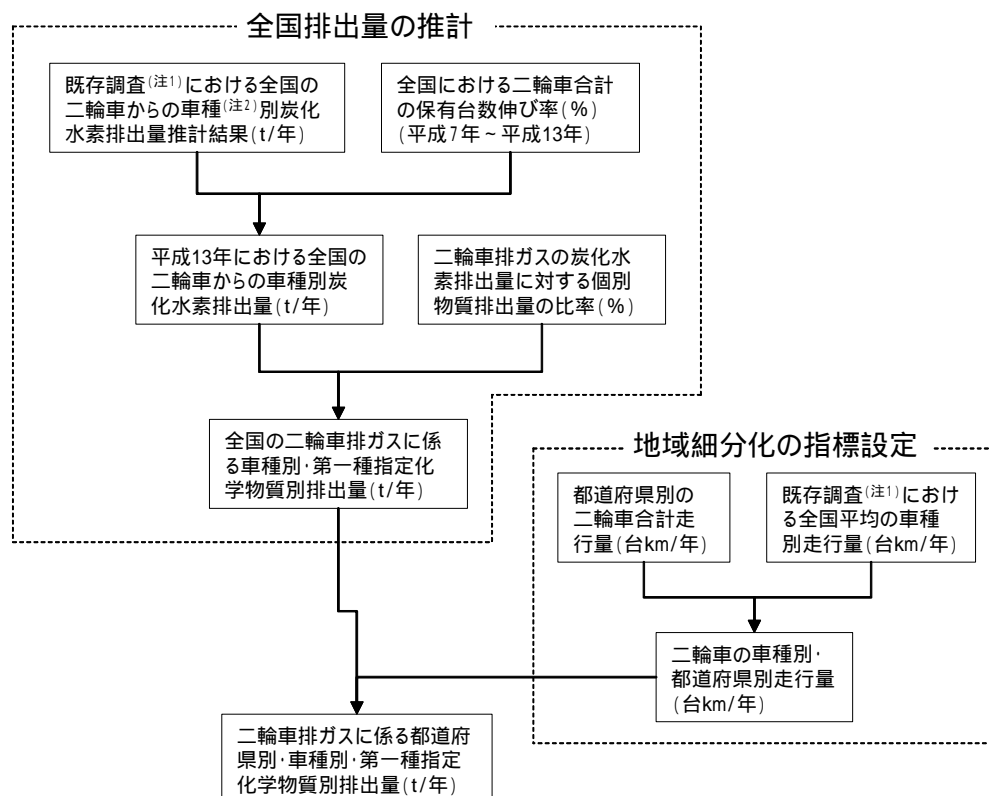 全国排出量の推計
既存調査(注1)における全国の
二輪車からの車種(注2)別炭化
水素排出量推計結果(t/年)
全国における二輪車合計
の保有台数伸び率(%)
(平成7年~平成13年)
平成13年における全国の
二輪車からの車種別炭
化水素排出量(t/年)
二輪車排ガスの炭化水
素排出量に対する個別
物質排出量の比率(%)
全国の二輪車排ガスに係
る車種別・第一種指定化
学物質別排出量(t/年)
地域細分化の指標設定
都道府県別の
二輪車合計走
行量(台km/年)
既存調査(注1)におけ
る全国平均の車種
別走行量(台km/年)
二輪車の車種別・
都道府県別走行量
(台km/年)
二輪車排ガスに係る都道府
県別・車種別・第一種指定
化学物質別排出量(t/年)